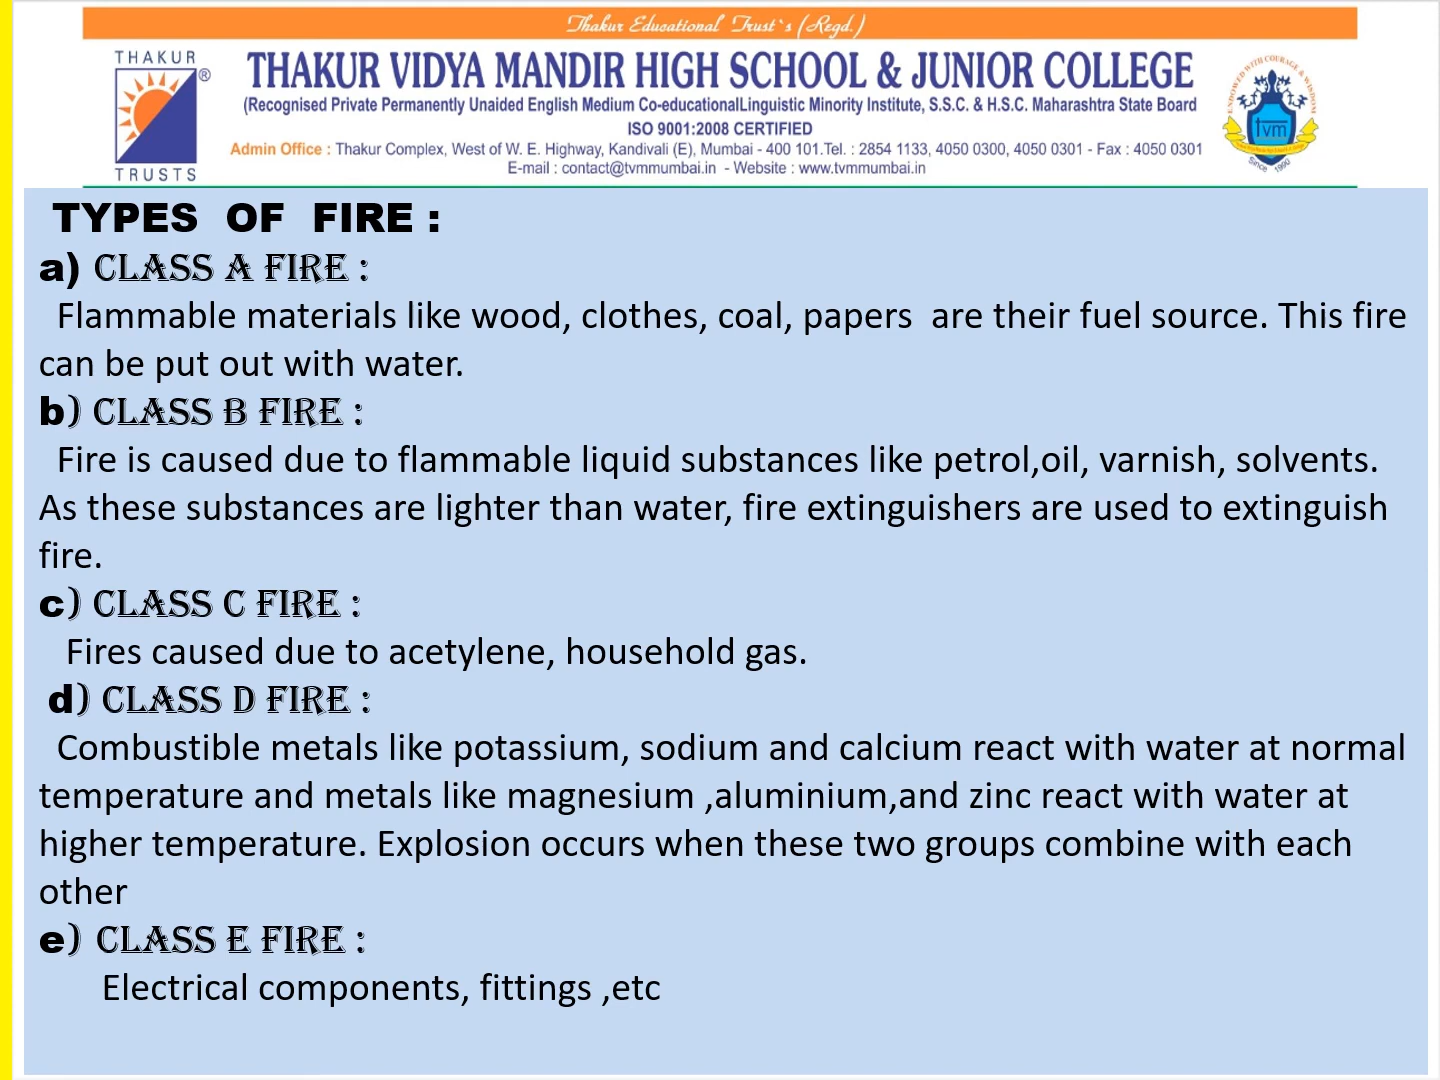 Thakur Educational Trust`s (Regd.)
THAKUR
TRUSTS
®
THAKUR VIDYA MANDIR HIGH SCHOOL & JUNIOR COLLEGE
(Recognised Private Permanently Unaided English Medium Co-educationalLinguistic Minority Institute, S.S.C. & H.S.C. Maharashtra State Board
ISO 9001:2008 CERTIFIED
Admin Office : Thakur Complex, West of W. E. Highway, Kandivali (E), Mumbai - 400 101.Tel. : 2854 1133, 4050 0300, 4050 0301 - Fax : 4050 0301
E-mail : contact@tvmmumbai.in - Website : www.tvmmumbai.in
ENDOWED WITH COURAGE & WISDOM
tvm
Since 1990
TYPES OF FIRE :
a) CLASS A FIRE :
Flammable materials like wood, clothes, coal, papers are their fuel source. This fire
can be put out with water.
b) CLASS B FIRE :
Fire is caused due to flammable liquid substances like petrol,oil, varnish, solvents.
As these substances are lighter than water, fire extinguishers are used to extinguish
fire.
c) CLASS C FIRE :
Fires caused due to acetylene, household gas.
d) CLASS D FIRE :
Combustible metals like potassium, sodium and calcium react with water at normal
temperature and metals like magnesium ,aluminium,and zinc react with water at
higher temperature. Explosion occurs when these two groups combine with each
other
e) CLASS E FIRE :
Electrical components, fittings ,etc